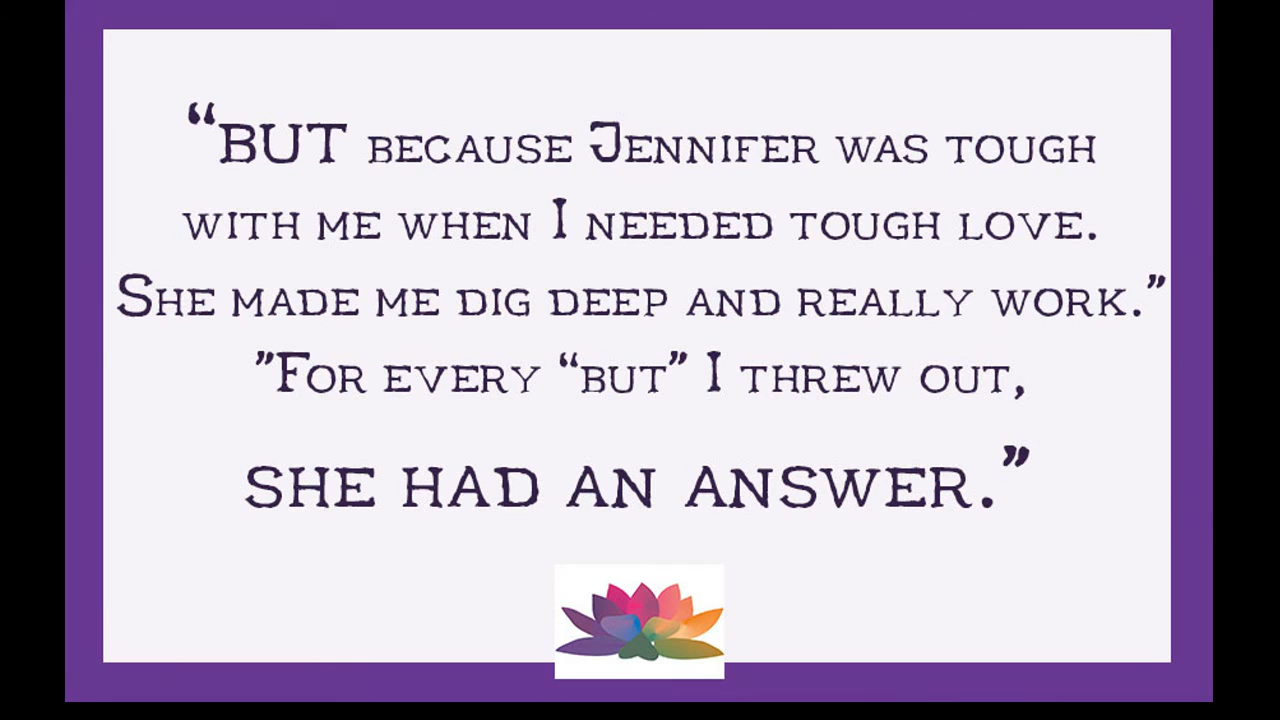 “BUT because Jennifer was tough
with me when I needed tough love.
She made me dig deep and really work.”
"For every “but” I threw out,
she had an answer.”